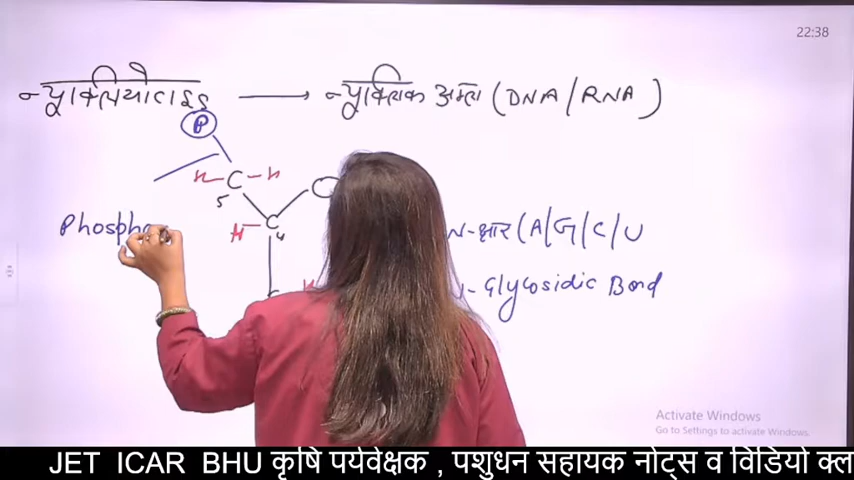 22:38
न्यूक्लियोटाइड → न्यूक्लिक अम्ल (DNA/RNA)
P
H-C-H
5
H-C
4
Phosph
N-क्षार (A/G/C/U
N-Glycosidic Bond
Activate Windows
Go to Settings to activate Windows.
JET ICAR BHU कृषि पर्यवेक्षक , पशुधन सहायक नोट्स व विडियो क्ला